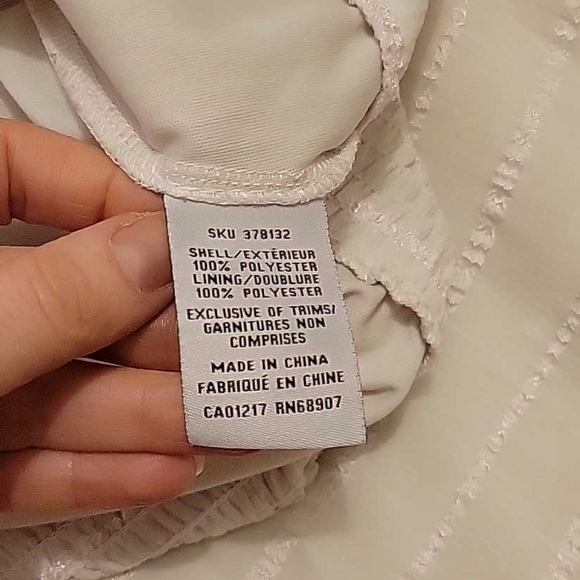 SKU 378132
SHELL/EXTÉRIEUR
100% POLYESTER
LINING/DOUBLURE
100% POLYESTER
EXCLUSIVE OF TRIMS/
GARNITURES NON
COMPRISES
MADE IN CHINA
FABRIQUÉ EN CHINE
CA01217 RN68907